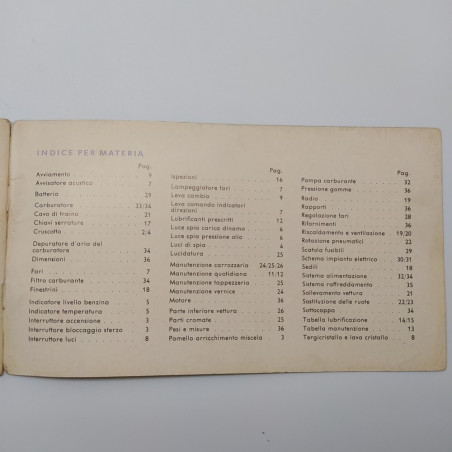 INDICE PER MATERIA
Pag.
Avviamento 9
Avvisatore acustico 7
Batteria 29
Carburatore 33/34
Cavo di traino 21
Chiavi serrature 17
Cruscotto 2/4
Depuratore d'aria del
carburatore 34
Dimensioni 36
Fari 7
Filtro carburante 34
Finestrini 18
Indicatore livello benzina 5
Indicatore temperatura 5
Interruttore accensione 3
Interruttore bloccaggio sterzo 3
Interruttore luci 8
Pag.
Ispezioni 16
Lampeggiatore fari 7
Leva cambio 9
Leva comando indicatori
direzioni 7
Lubrificanti prescritti 12
Luce spia carica dinamo 6
Luce spia pressione olio 6
Luci di spia 4
Lucidatura 25
Manutenzione carrozzeria 24/25/26
Manutenzione quotidiana 11/12
Manutenzione tappezzeria 25
Manutenzione vernice 24
Motore 36
Parte inferiore vettura 26
Parti cromate 25
Pesi e misure 36
Pomello arricchimento miscela 3
Pag.
Pompa carburante 32
Pressione gomme 36
Radio 19
Rapporti 36
Regolazione fari 28
Rifornimenti 36
Riscaldamento e ventilazione 19/20
Rotazione pneumatici 23
Scatola fusibili 29
Schema impianto elettrico 30/31
Sedili 18
Sistema alimentazione 32/34
Sistema raffreddamento 35
Sollevamento vettura 21
Sostituzione delle ruote 22/23
Sottocoppa 34
Tabella lubrificazione 14/15
Tabella manutenzione 13
Tergicristallo e lava cristallo 8